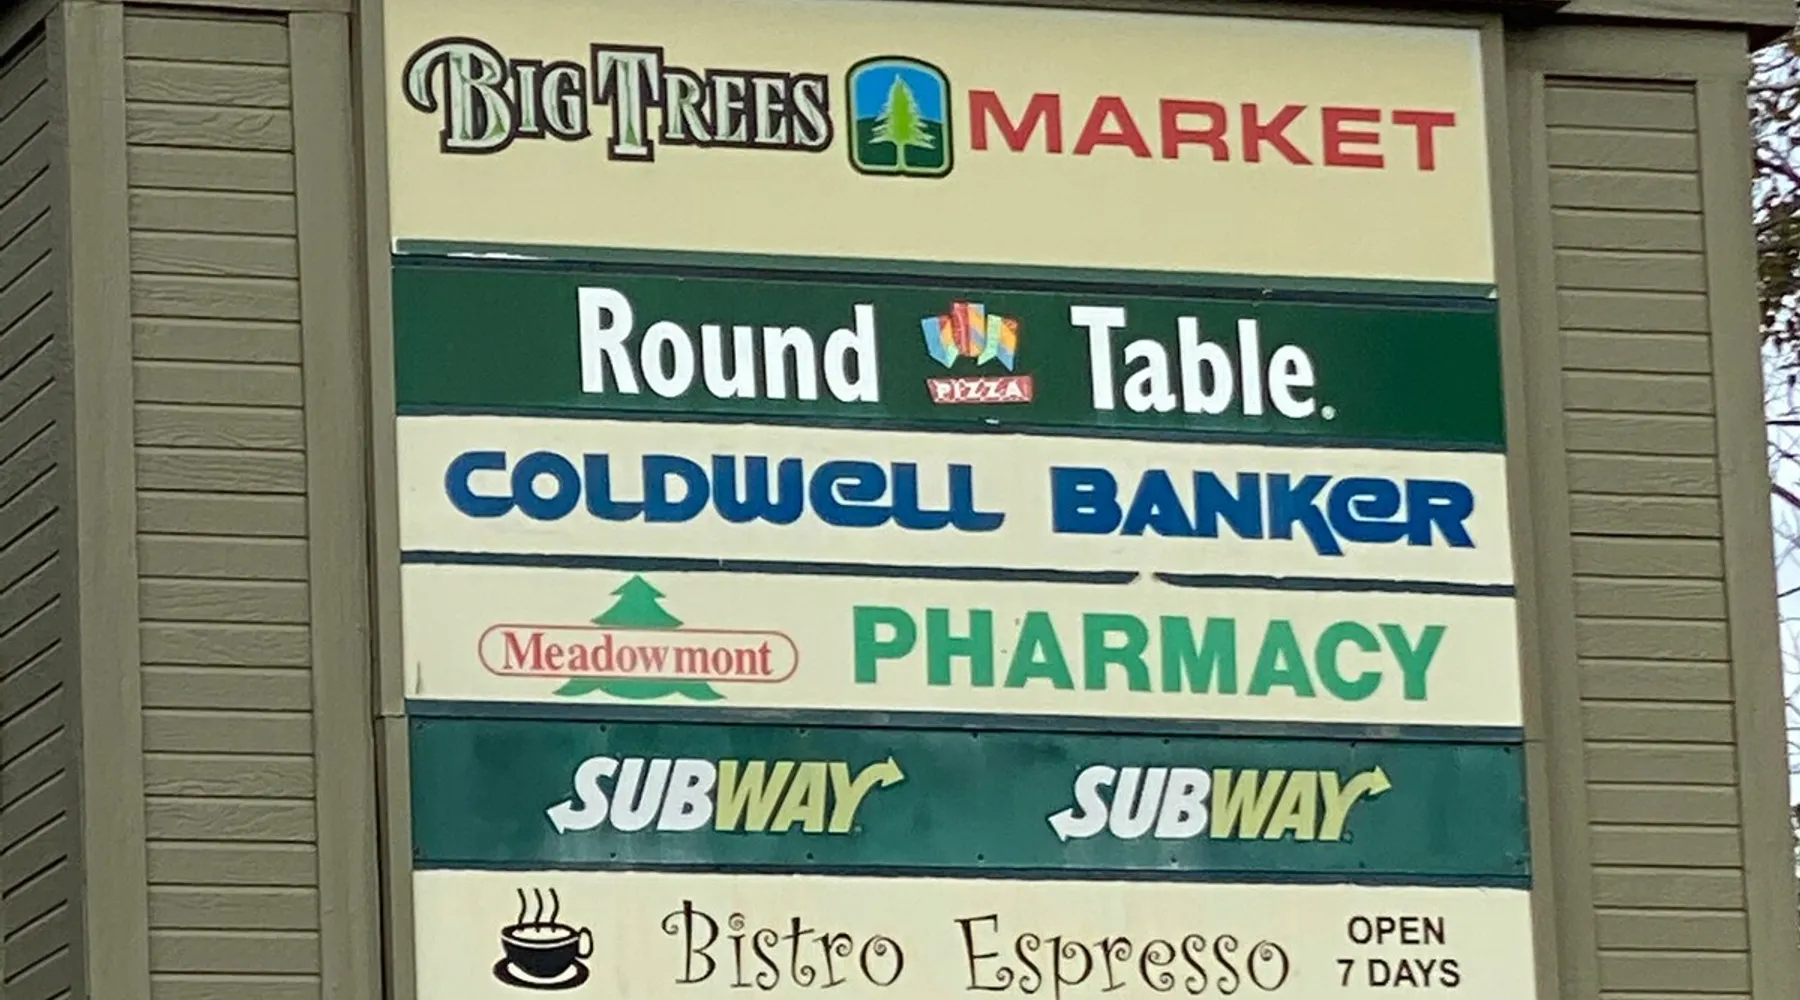 BIG TREES MARKET
Round PIZZA Table.
COLDWELL BANKER
Meadowmont PHARMACY
SUBWAY SUBWAY
Bistro Espresso OPEN
7 DAYS